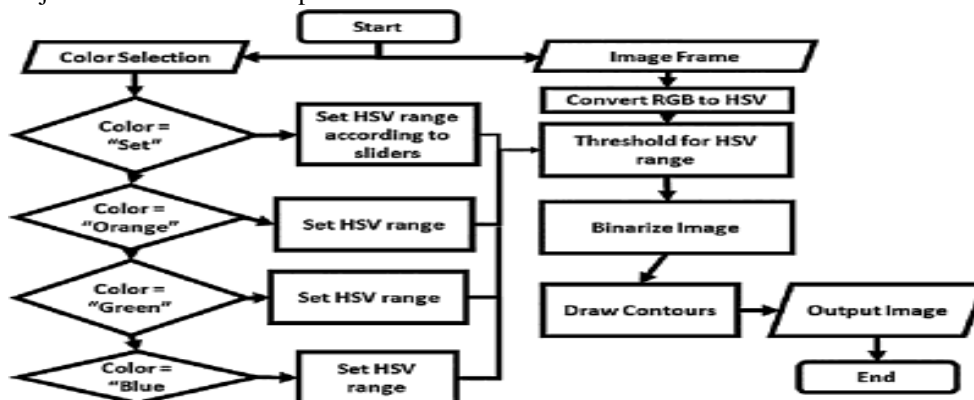 Start
Color Selection
Image Frame
Convert RGB to HSV
Color =
“Set”
Set HSV range
according to
sliders
Threshold for HSV
range
Color =
“Orange”
Set HSV range
Binarize Image
Color =
“Green”
Set HSV range
Draw Contours
Output Image
Color =
“Blue
Set HSV
range
End